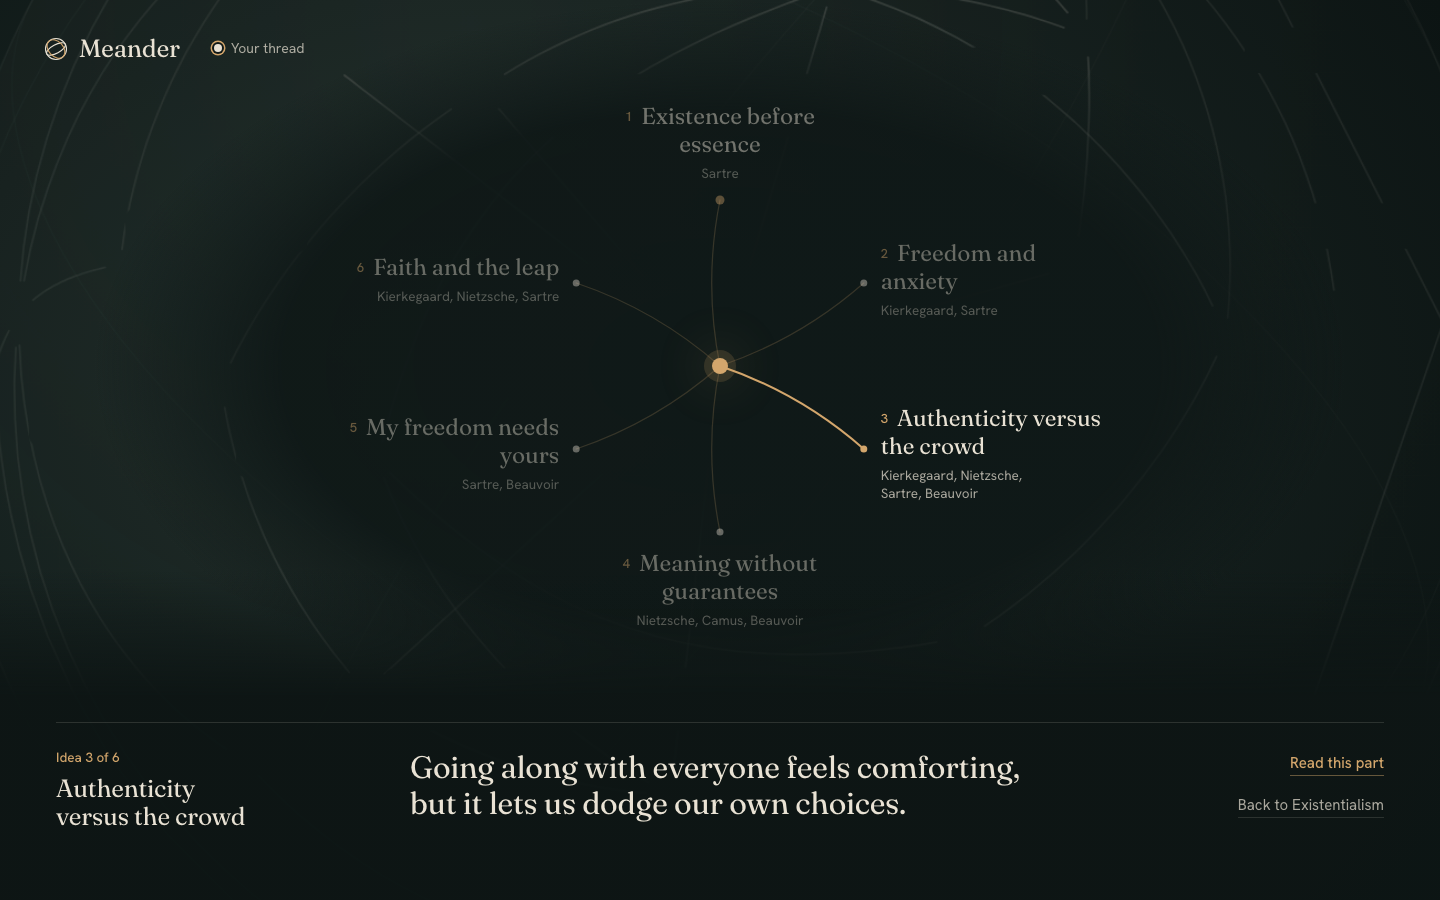 Meander
Your thread
1 Existence before
essence
Sartre
6 Faith and the leap
Kierkegaard, Nietzsche, Sartre
2 Freedom and
anxiety
Kierkegaard, Sartre
5 My freedom needs
yours
Sartre, Beauvoir
3 Authenticity versus
the crowd
Kierkegaard, Nietzsche,
Sartre, Beauvoir
4 Meaning without
guarantees
Nietzsche, Camus, Beauvoir
Idea 3 of 6
Authenticity
versus the crowd
Going along with everyone feels comforting,
but it lets us dodge our own choices.
Read this part
Back to Existentialism